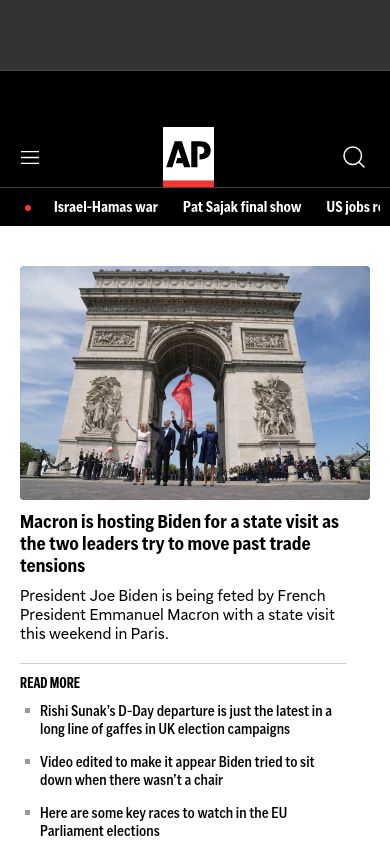 AP
Israel-Hamas war
Pat Sajak final show
US jobs r
Macron is hosting Biden for a state visit as
the two leaders try to move past trade
tensions
President Joe Biden is being feted by French
President Emmanuel Macron with a state visit
this weekend in Paris.
READ MORE
Rishi Sunak's D-Day departure is just the latest in a
long line of gaffes in UK election campaigns
Video edited to make it appear Biden tried to sit
down when there wasn't a chair
Here are some key races to watch in the EU
Parliament elections